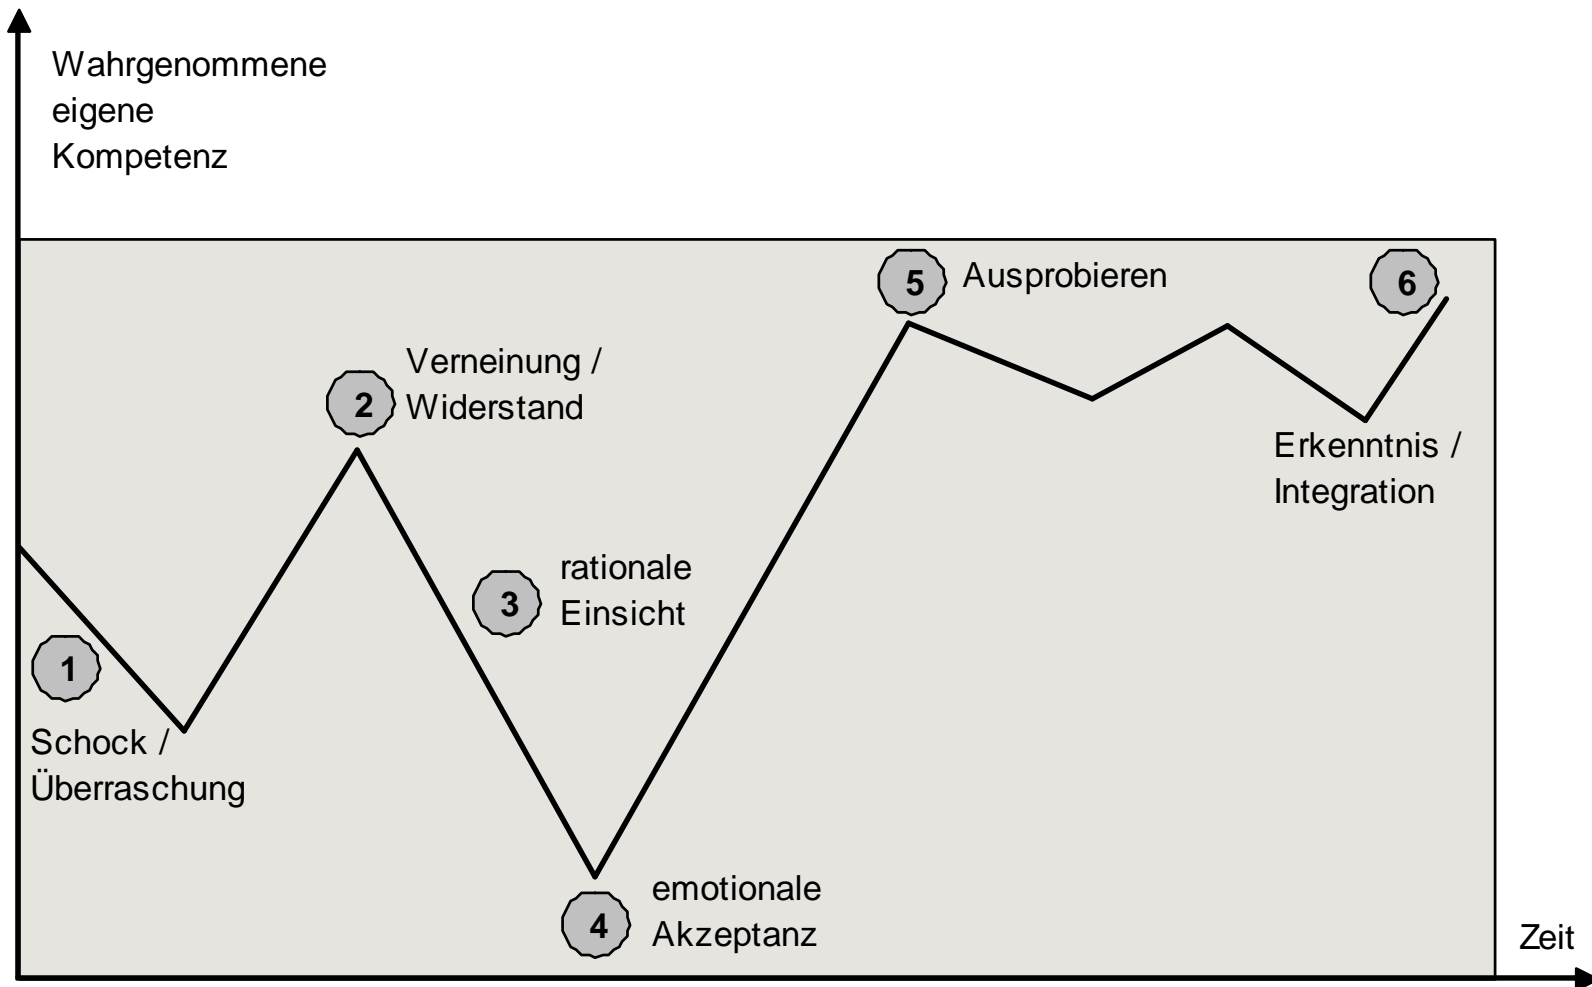 Wahrgenommene
eigene
Kompetenz
5 Ausprobieren
6
2
Verneinung /
Widerstand
Erkenntnis /
Integration
3
rationale
Einsicht
1
Schock /
Überraschung
4
emotionale
Akzeptanz
Zeit